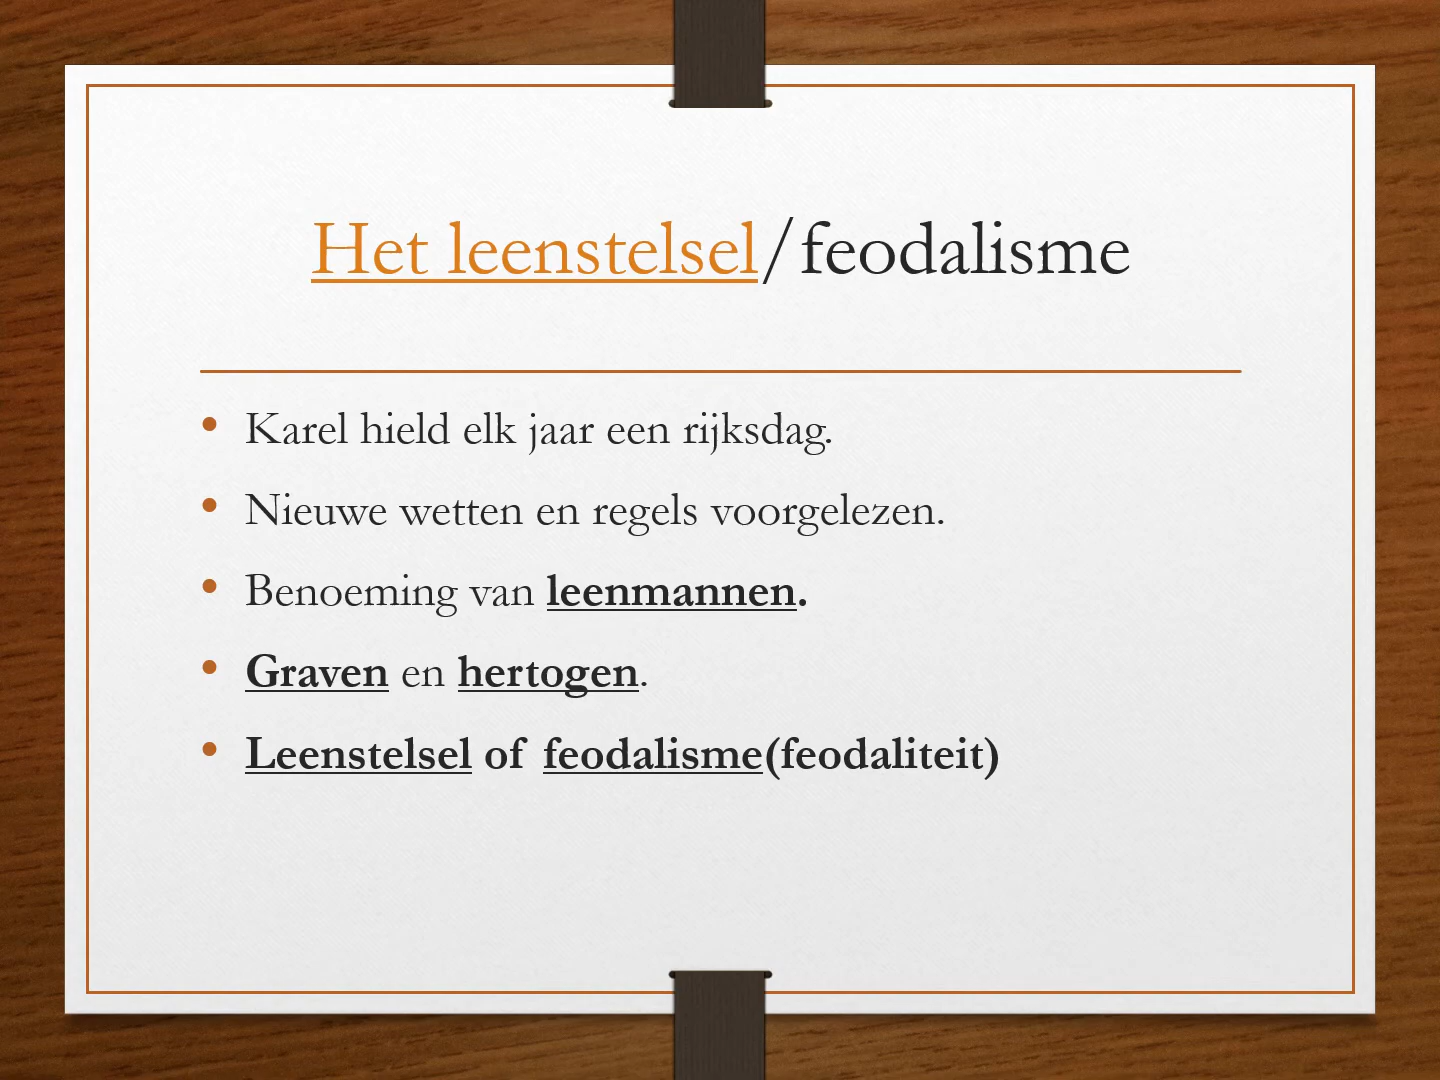 Het leenstelsel/feodalisme
• Karel hield elk jaar een rijksdag.
• Nieuwe wetten en regels voorgelezen.
• Benoeming van leenmannen.
• Graven en hertogen.
• Leenstelsel of feodalisme(feodaliteit)